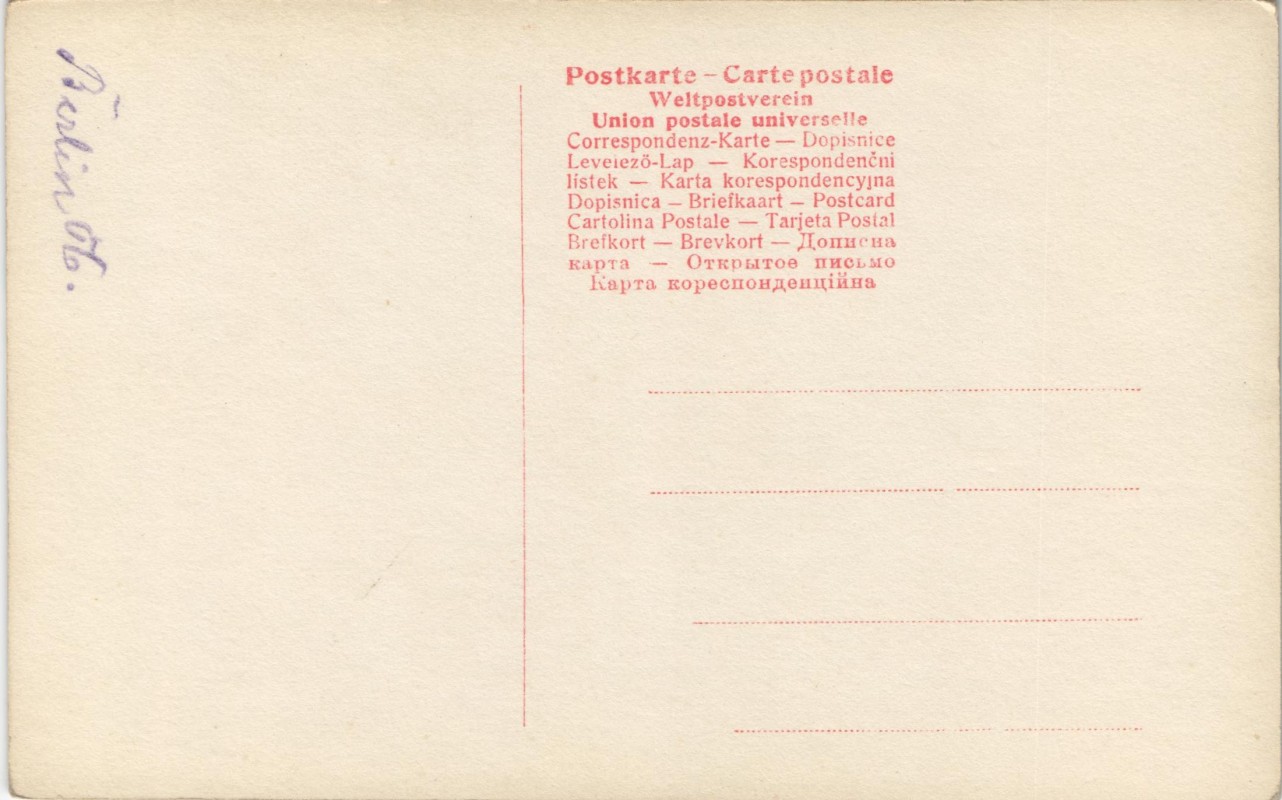 Berlin 06.
Postkarte – Carte postale
Weltpostverein
Union postale universelle
Correspondenz-Karte — Dopisnice
Levelező-Lap — Korespondenční
lístek — Karta korespondencyjna
Dopisnica — Briefkaart — Postcard
Cartolina Postale — Tarjeta Postal
Brefkort — Brevkort — Дописна
карта — Открытое письмо
Карта кореспонденційна